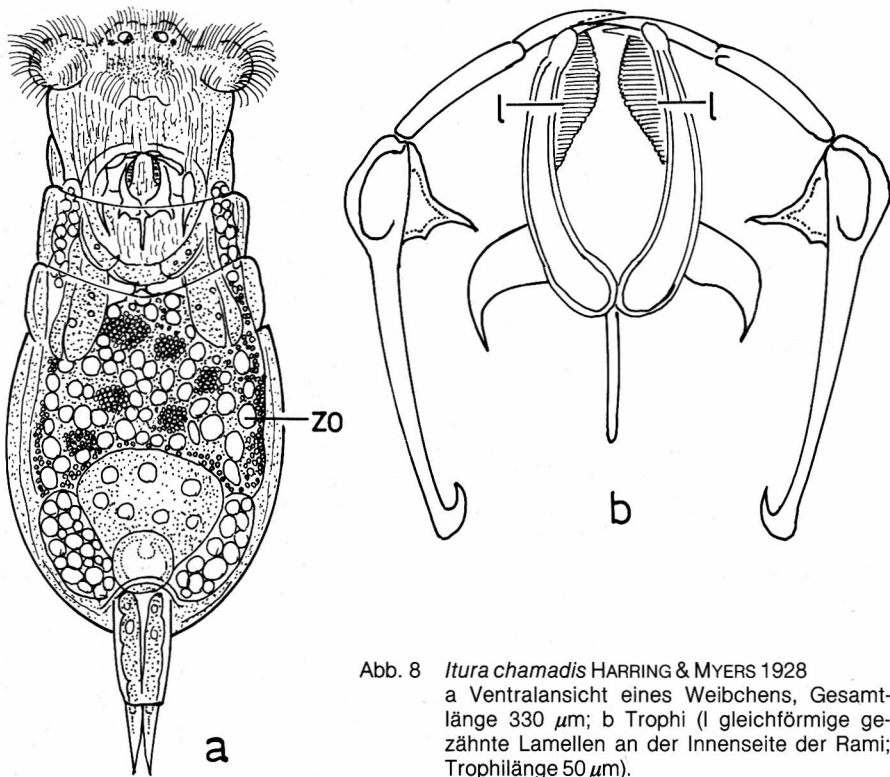 l l
zo
a
b
Abb. 8 Itura chamadis HARRING & MYERS 1928
a Ventralansicht eines Weibchens, Gesamt-
länge 330 μm; b Trophi (l gleichförmige ge-
zähnte Lamellen an der Innenseite der Rami;
Trophilänge 50 μm).